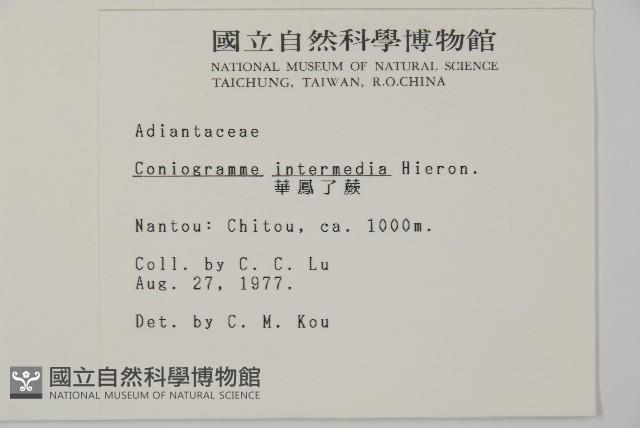 國立自然科學博物館
NATIONAL MUSEUM OF NATURAL SCIENCE
TAICHUNG, TAIWAN, R.O.CHINA
Adiantaceae
Coniogramme intermedia Hieron.
華鳳了蕨
Nantou: Chitou, ca. 1000m.
Coll. by C. C. Lu
Aug. 27, 1977.
Det. by C. M. Kou
國立自然科學博物館
NATIONAL MUSEUM OF NATURAL SCIENCE